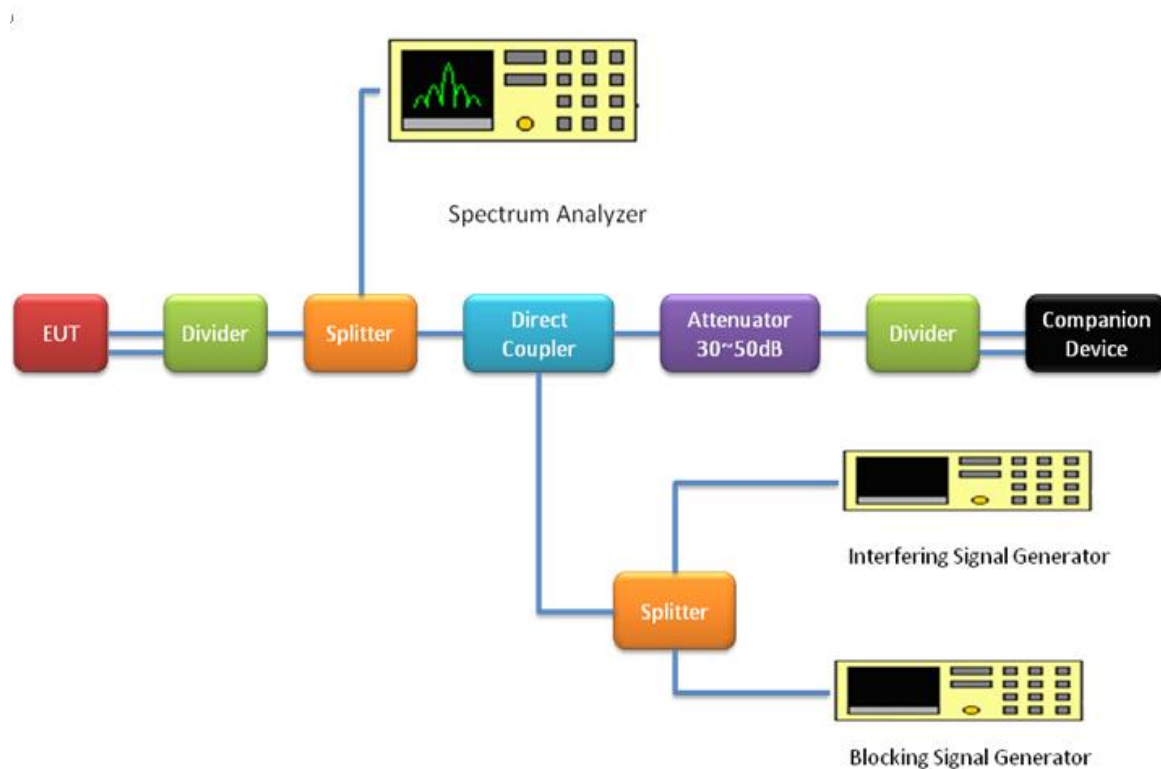 Spectrum Analyzer
EUT
Divider
Splitter
Direct
Coupler
Attenuator
30~50dB
Divider
Companion
Device
Interfering Signal Generator
Splitter
Blocking Signal Generator